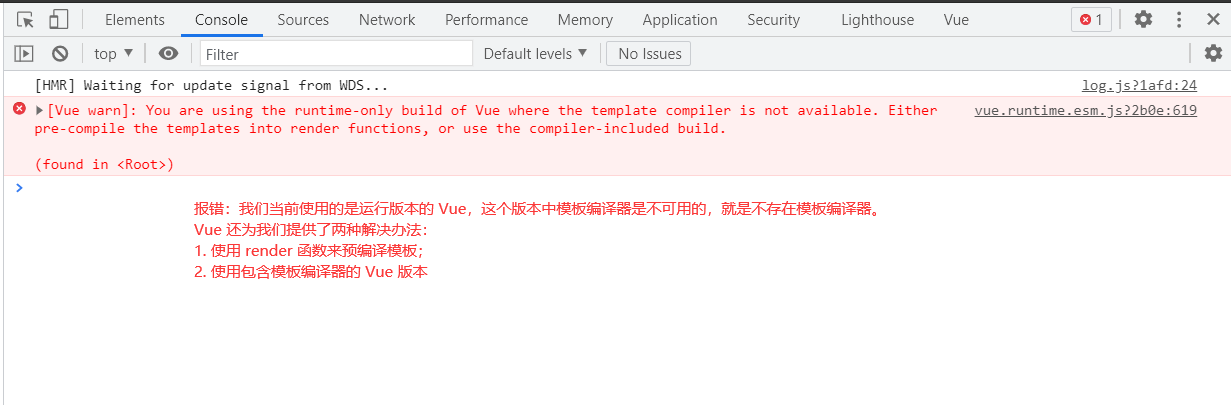 Elements Console Sources Network Performance Memory Application Security Lighthouse Vue 1
top Filter Default levels No Issues
[HMR] Waiting for update signal from WDS... log.js?1afd:24
[Vue warn]: You are using the runtime-only build of Vue where the template compiler is not available. Either vue.runtime.esm.js?2b0e:619
pre-compile the templates into render functions, or use the compiler-included build.
(found in <Root>)
报错：我们当前使用的是运行版本的 Vue，这个版本中模板编译器是不可用的，就是不存在模板编译器。
Vue 还为我们提供了两种解决办法：
1. 使用 render 函数来预编译模板；
2. 使用包含模板编译器的 Vue 版本